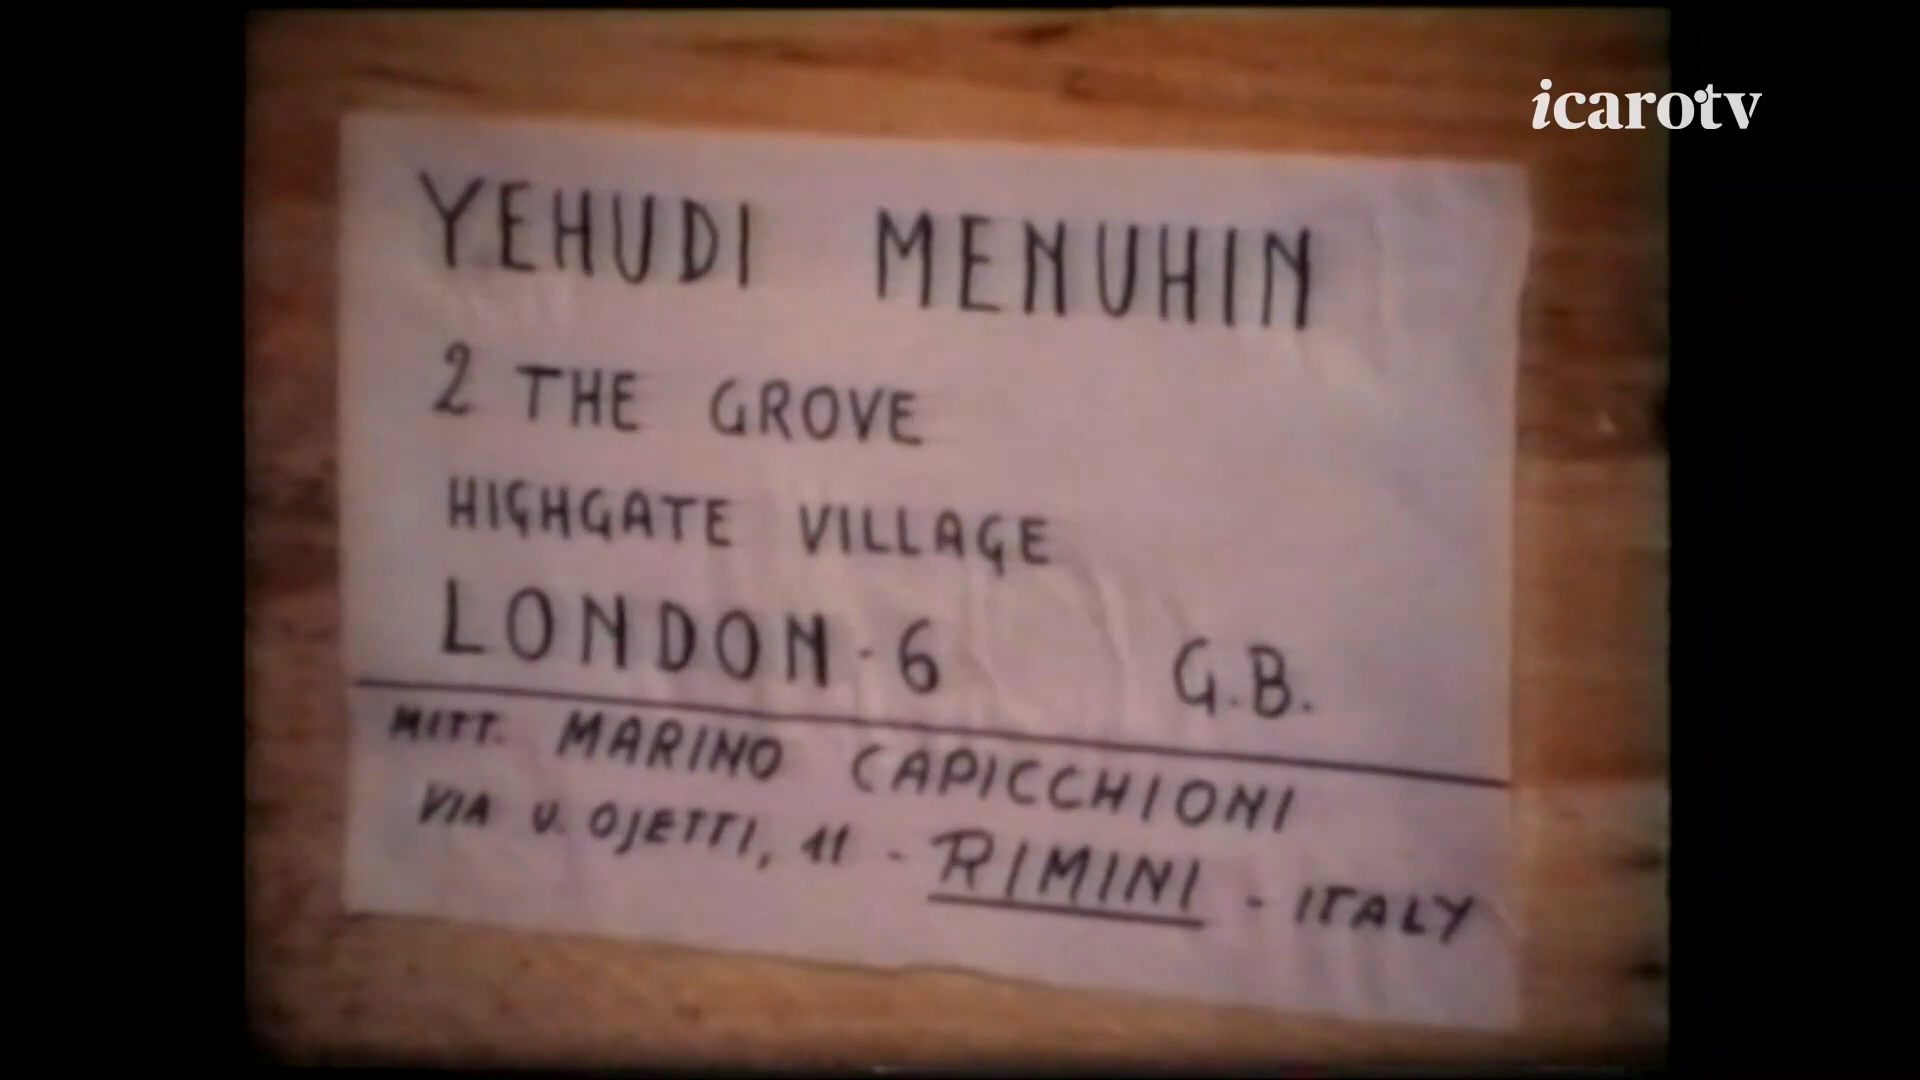 icarotv
YEHUDI MENUHIN
2 THE GROVE
HIGHGATE VILLAGE
LONDON - 6 G.B.
MITT. MARINO CAPICCHIONI
VIA U. OJETTI, 11 - RIMINI - ITALY